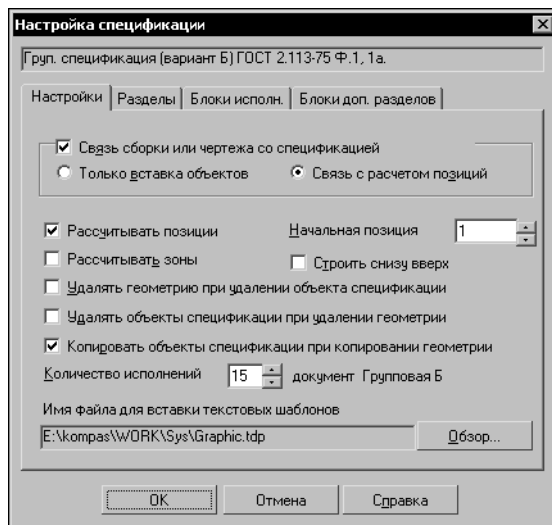 Настройка спецификации
Груп. спецификация (вариант Б) ГОСТ 2.113-75 Ф.1, 1а.
Настройки Разделы Блоки исполн. Блоки доп. разделов
Связь сборки или чертежа со спецификацией
Только вставка объектов Связь с расчетом позиций
Рассчитывать позиции Начальная позиция 1
Рассчитывать зоны Строить снизу вверх
Удалять геометрию при удалении объекта спецификации
Удалять объекты спецификации при удалении геометрии
Копировать объекты спецификации при копировании геометрии
Количество исполнений 15 документ Групповая Б
Имя файла для вставки текстовых шаблонов
E:\kompas\WORK\Sys\Graphic.tdp Обзор...
OK Отмена Справка